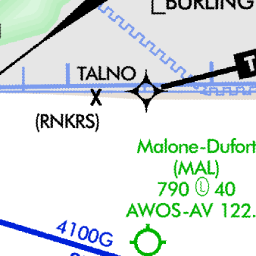 BURLING
T
TALNO
X
(RNKRS)
Malone-Dufort
(MAL)
790 Ⓛ 40
AWOS-AV 122.
4100G